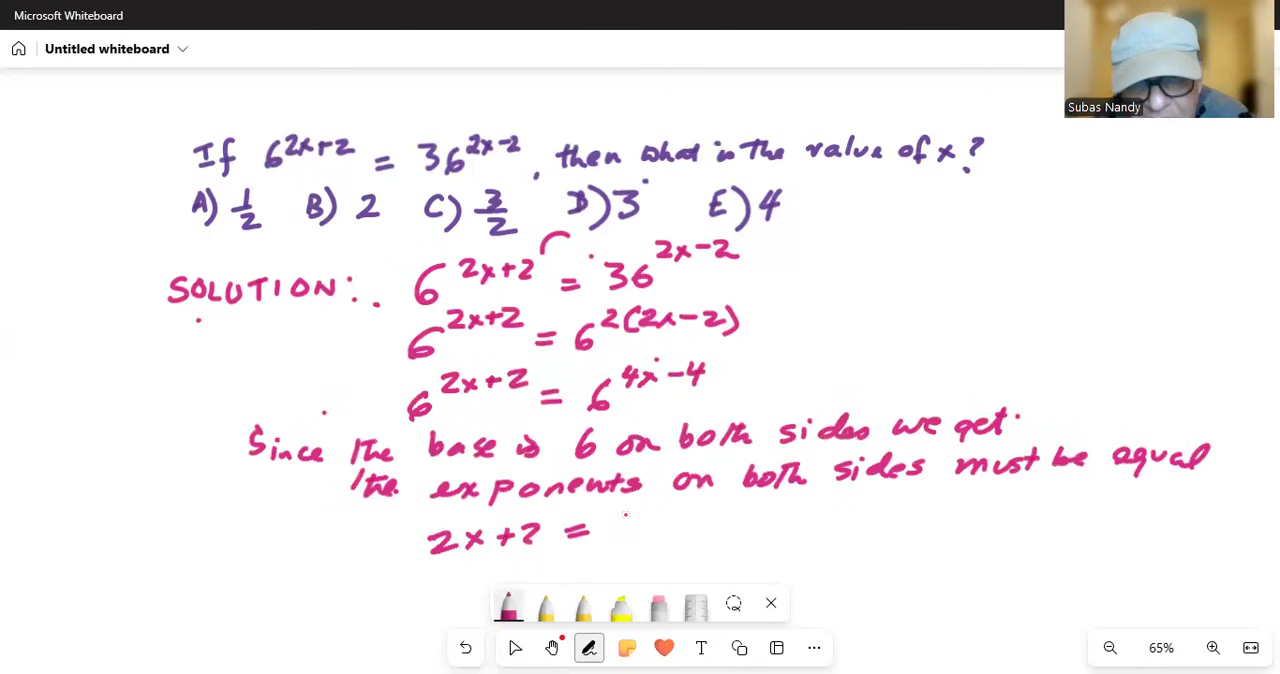 Microsoft Whiteboard
Untitled whiteboard
Subas Nandy
If 6^{2x+2} = 36^{2x-2}, then what is the value of x?
A) 1/2 B) 2 C) 3/2 D) 3 E) 4
SOLUTION: 6^{2x+2} = 36^{2x-2}
6^{2x+2} = 6^{2(2x-2)}
6^{2x+2} = 6^{4x-4}
Since the base is 6 on both sides we get
the exponents on both sides must be equal
2x+2 =
65%